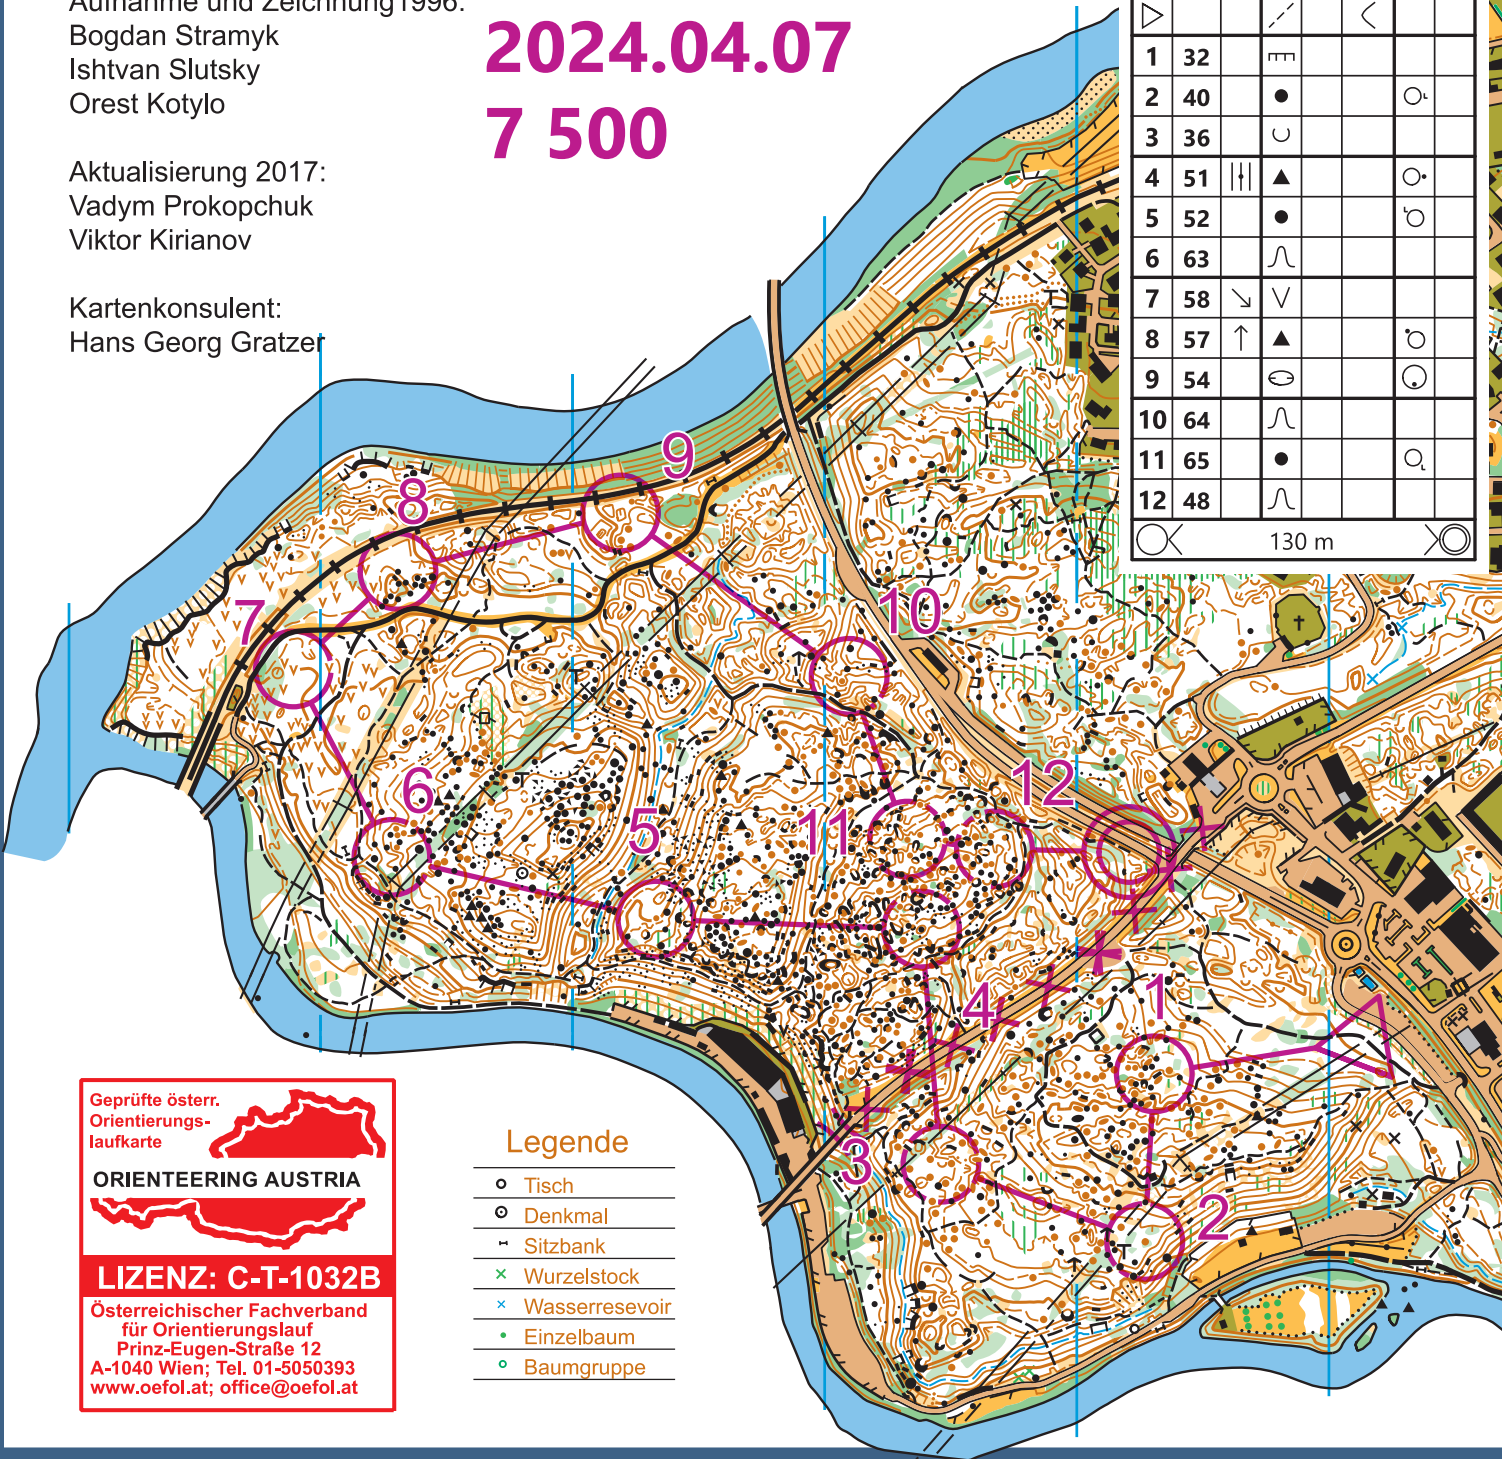 Aufnahme und Zeichnung1996:
Bogdan Stramyk
Ishtvan Slutsky
Orest Kotylo
Aktualisierung 2017:
Vadym Prokopchuk
Viktor Kirianov
Kartenkonsulent:
Hans Georg Gratzer
2024.04.07
7 500
1 32
2 40
3 36
4 51
5 52
6 63
7 58
8 57
9 54
10 64
11 65
12 48
130 m
9
8
7
10
6
5
11
12
4
1
3
2
Geprüfte österr.
Orientierungs-
laufkarte
ORIENTEERING AUSTRIA
LIZENZ: C-T-1032B
Österreichischer Fachverband
für Orientierungslauf
Prinz-Eugen-Straße 12
A-1040 Wien; Tel. 01-5050393
www.oefol.at; office@oefol.at
Legende
Tisch
Denkmal
Sitzbank
Wurzelstock
Wasserresevoir
Einzelbaum
Baumgruppe